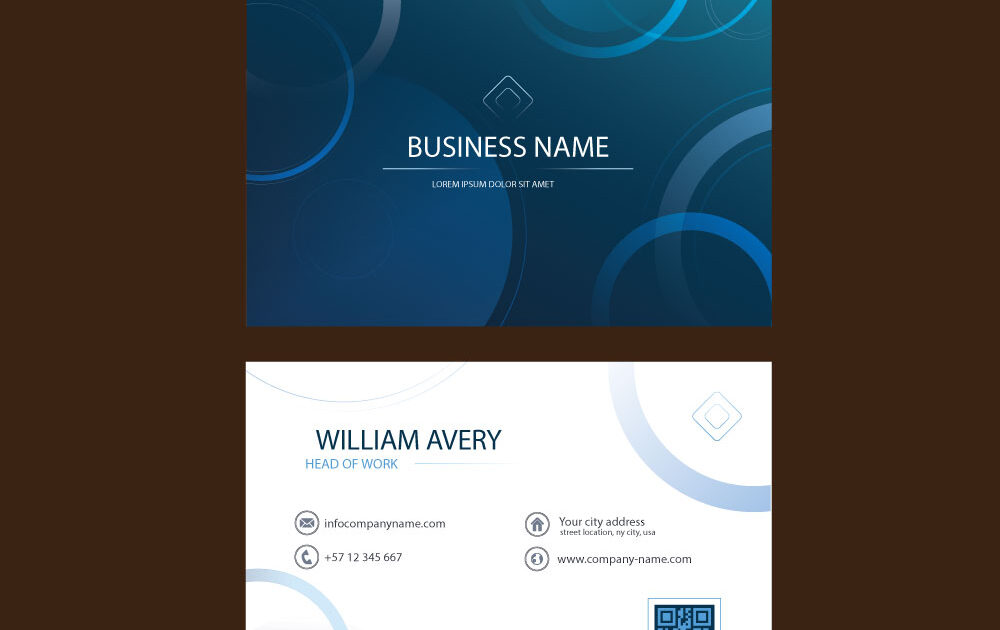 BUSINESS NAME
LOREM IPSUM DOLOR SIT AMET
WILLIAM AVERY
HEAD OF WORK
infocompanyname.com
+57 12 345 667
Your city address
street location, ny city, usa
www.company-name.com